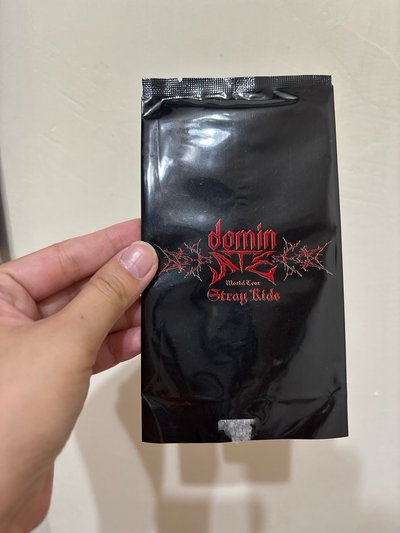 domin
ATE
World Tour
Stray Kids